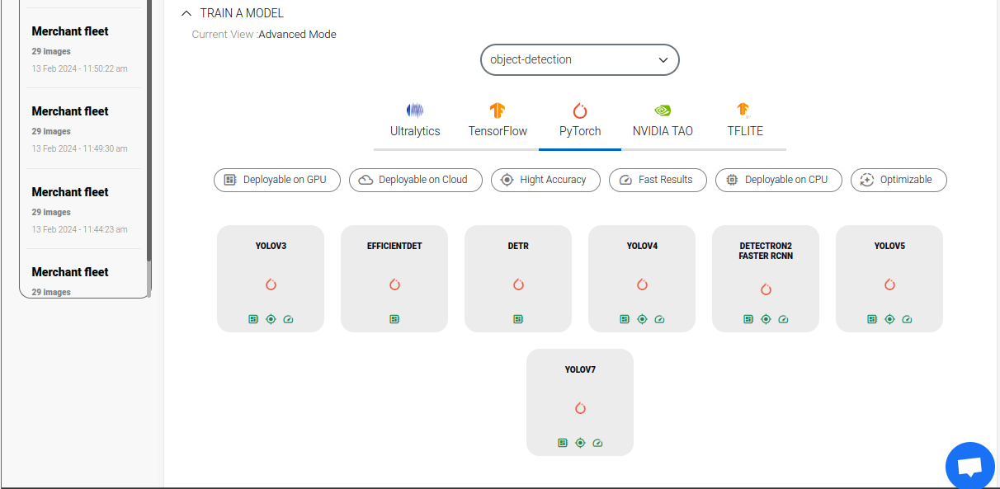 Merchant fleet
29 images
13 Feb 2024 - 11:50:22 am
Merchant fleet
29 images
13 Feb 2024 - 11:49:30 am
Merchant fleet
29 images
13 Feb 2024 - 11:44:23 am
Merchant fleet
29 images
TRAIN A MODEL
Current View :Advanced Mode
object-detection
Ultralytics
TensorFlow
PyTorch
NVIDIA TAO
TFLITE
Deployable on GPU
Deployable on Cloud
Hight Accuracy
Fast Results
Deployable on CPU
Optimizable
YOLOV3
EFFICIENTDET
DETR
YOLOV4
DETECTRON2
FASTER RCNN
YOLOV5
YOLOV7